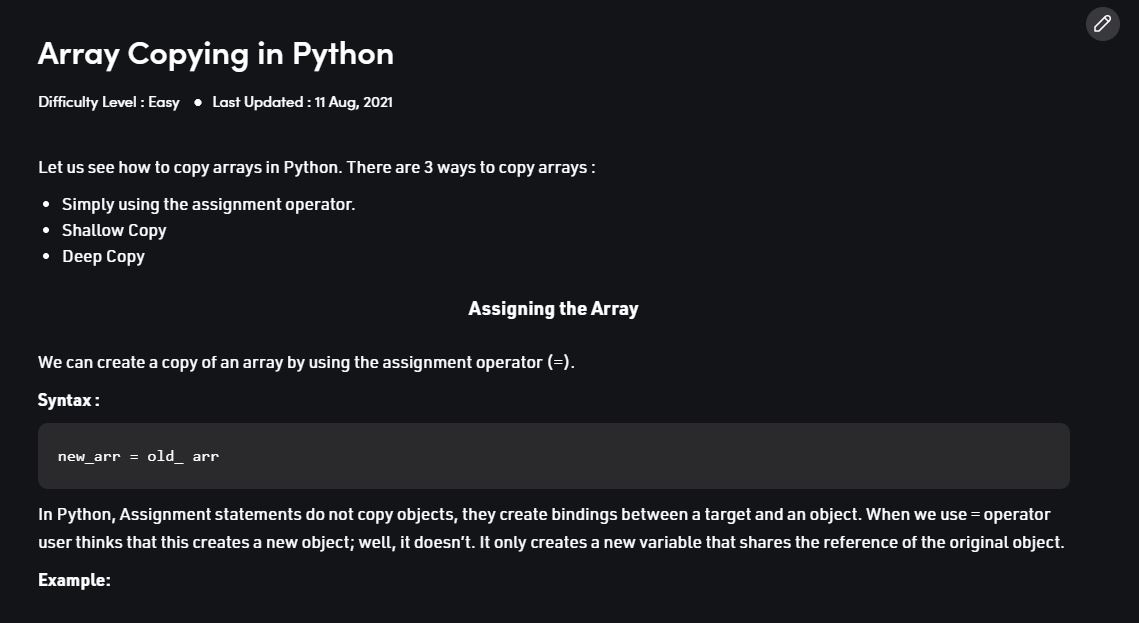 Array Copying in Python
Difficulty Level : Easy ● Last Updated : 11 Aug, 2021
Let us see how to copy arrays in Python. There are 3 ways to copy arrays :
• Simply using the assignment operator.
• Shallow Copy
• Deep Copy
Assigning the Array
We can create a copy of an array by using the assignment operator (=).
Syntax :
new_arr = old_ arr
In Python, Assignment statements do not copy objects, they create bindings between a target and an object. When we use = operator
user thinks that this creates a new object; well, it doesn't. It only creates a new variable that shares the reference of the original object.
Example: